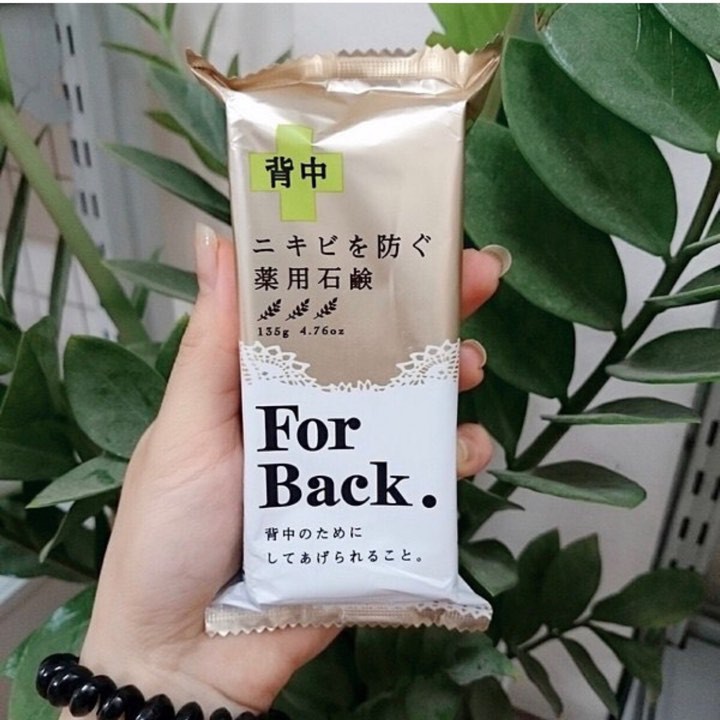 背中
ニキビを防ぐ
薬用石鹸
135g 4.76oz
For
Back.
背中のために
してあげられること。